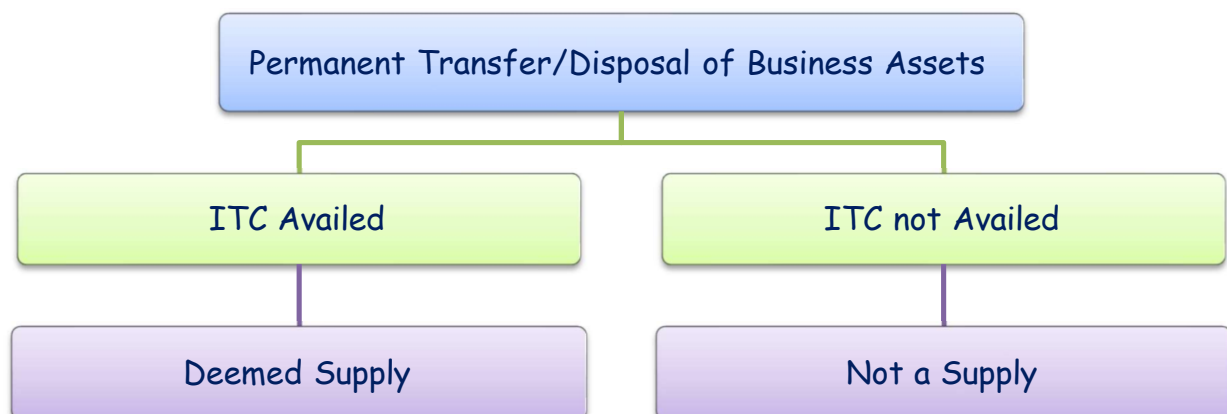 Permanent Transfer/Disposal of Business Assets
ITC Availed
ITC not Availed
Deemed Supply
Not a Supply